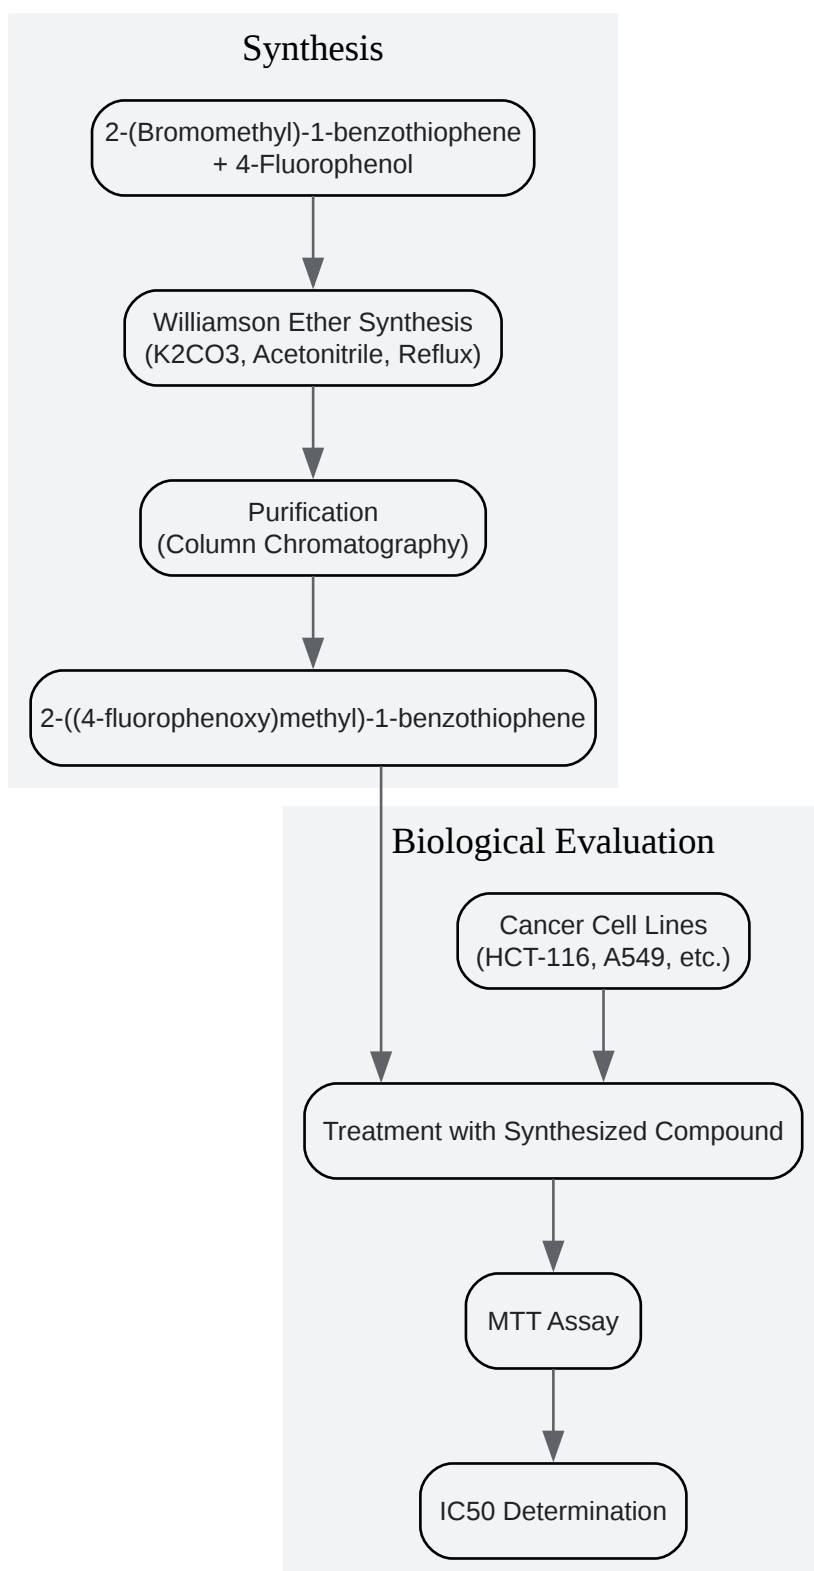 Synthesis
2-(Bromomethyl)-1-benzothiophene
+ 4-Fluorophenol
Williamson Ether Synthesis
(K2CO3, Acetonitrile, Reflux)
Purification
(Column Chromatography)
2-((4-fluorophenoxy)methyl)-1-benzothiophene
Biological Evaluation
Cancer Cell Lines
(HCT-116, A549, etc.)
Treatment with Synthesized Compound
MTT Assay
IC50 Determination